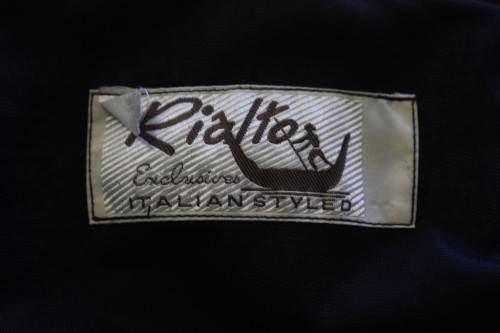 Rialto
Exclusives
ITALIAN STYLED